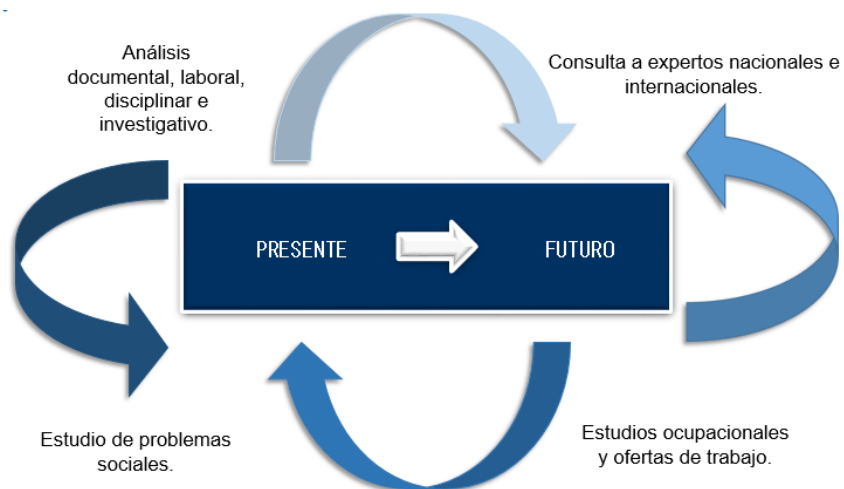 Análisis
documental, laboral,
disciplinar e
investigativo.
Consulta a expertos nacionales e
internacionales.
PRESENTE
FUTURO
Estudio de problemas
sociales.
Estudios ocupacionales
y ofertas de trabajo.